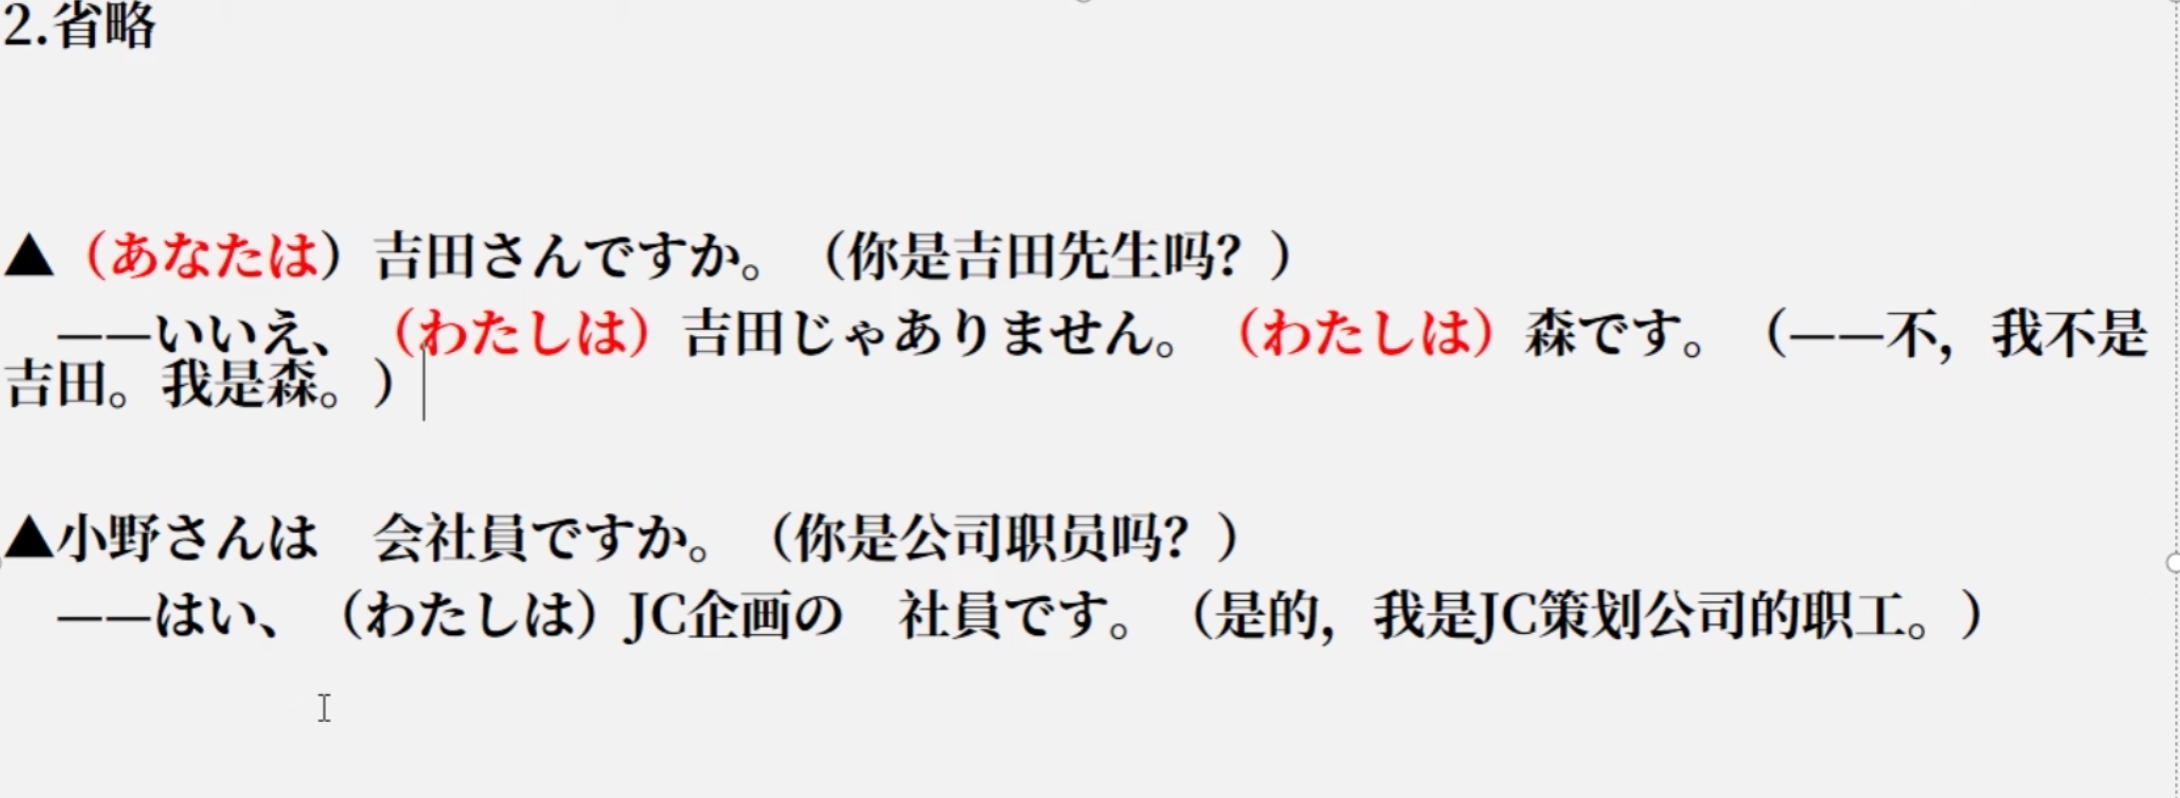 2.省略
▲（あなたは）吉田さんですか。（你是吉田先生吗？）
——いいえ、（わたしは）吉田じゃありません。（わたしは）森です。（——不，我不是
吉田。我是森。）
▲小野さんは　会社員ですか。（你是公司职员吗？）
——はい、（わたしは）JC企画の　社員です。（是的，我是JC策划公司的职工。）